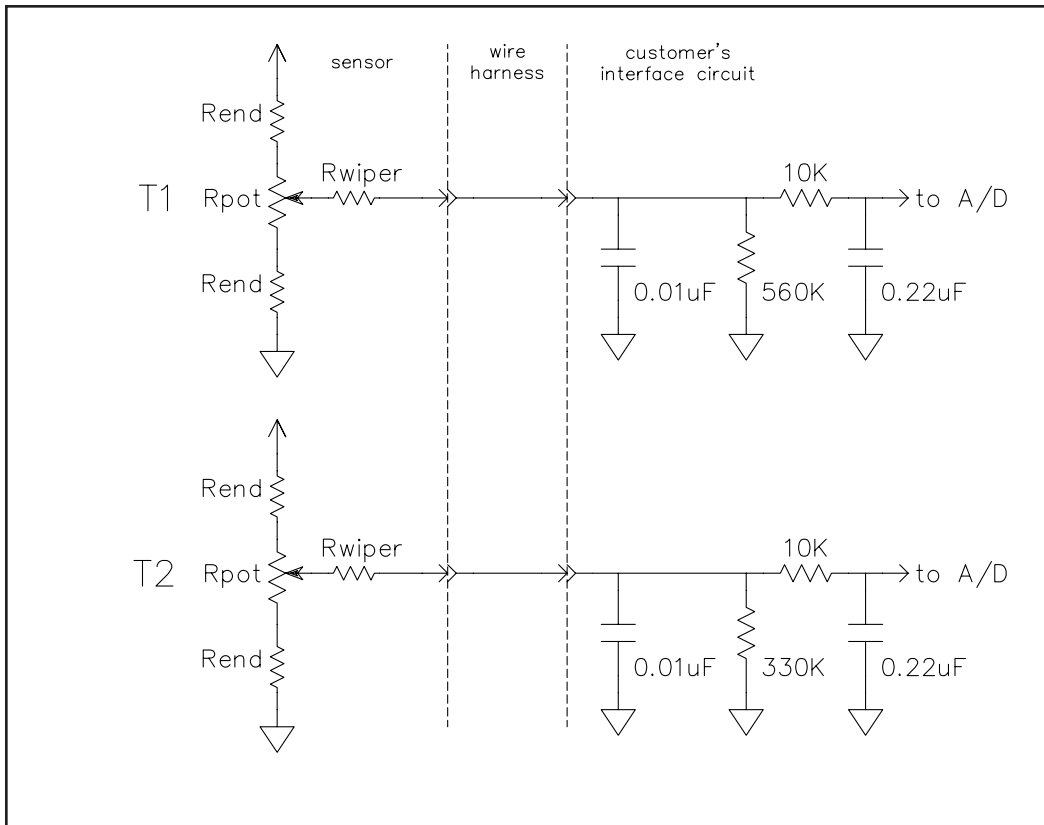 sensor
wire
harness
customer's
interface circuit
Rend
T1
Rpot
Rwiper
10K
to A/D
Rend
0.01uF
560K
0.22uF
Rend
T2
Rpot
Rwiper
10K
to A/D
Rend
0.01uF
330K
0.22uF